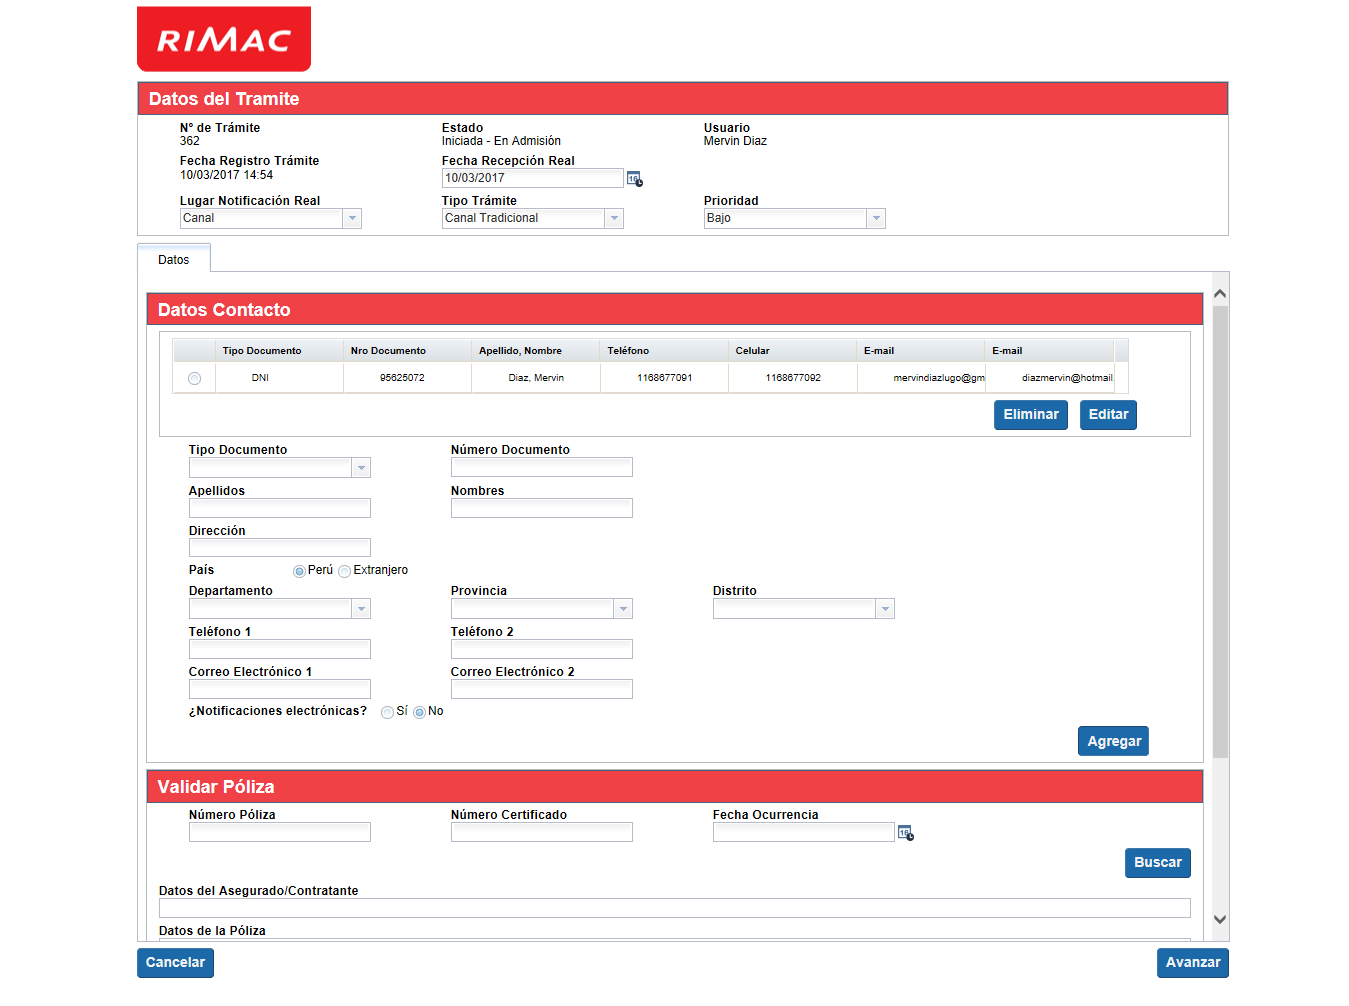 RIMAC
Datos del Tramite
Nº de Trámite Estado Usuario
362 Iniciada - En Admisión Mervin Diaz
Fecha Registro Trámite Fecha Recepción Real
10/03/2017 14:54 10/03/2017
Lugar Notificación Real Tipo Trámite Prioridad
Canal Canal Tradicional Bajo
Datos
Datos Contacto
Tipo Documento Nro Documento Apellido, Nombre Teléfono Celular E-mail E-mail
DNI 95625072 Diaz, Mervin 1168677091 1168677092 mervindiazlugo@gm diazmervin@hotmail
Eliminar Editar
Tipo Documento Número Documento
Apellidos Nombres
Dirección
País Perú Extranjero
Departamento Provincia Distrito
Teléfono 1 Teléfono 2
Correo Electrónico 1 Correo Electrónico 2
¿Notificaciones electrónicas? Sí No
Agregar
Validar Póliza
Número Póliza Número Certificado Fecha Ocurrencia
Buscar
Datos del Asegurado/Contratante
Datos de la Póliza
Cancelar Avanzar